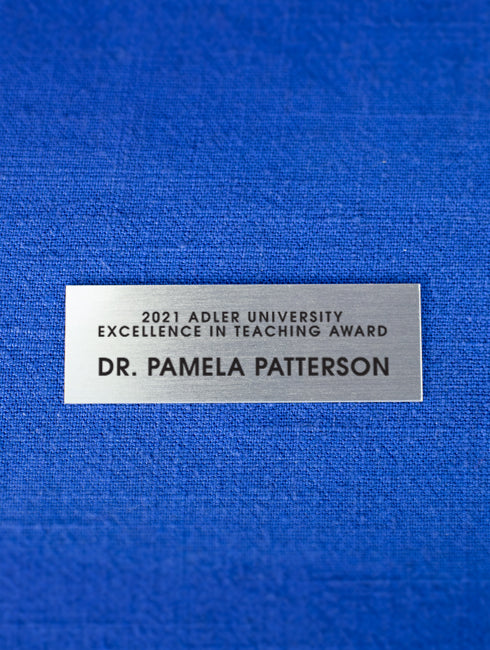 2021 ADLER UNIVERSITY
EXCELLENCE IN TEACHING AWARD
DR. PAMELA PATTERSON